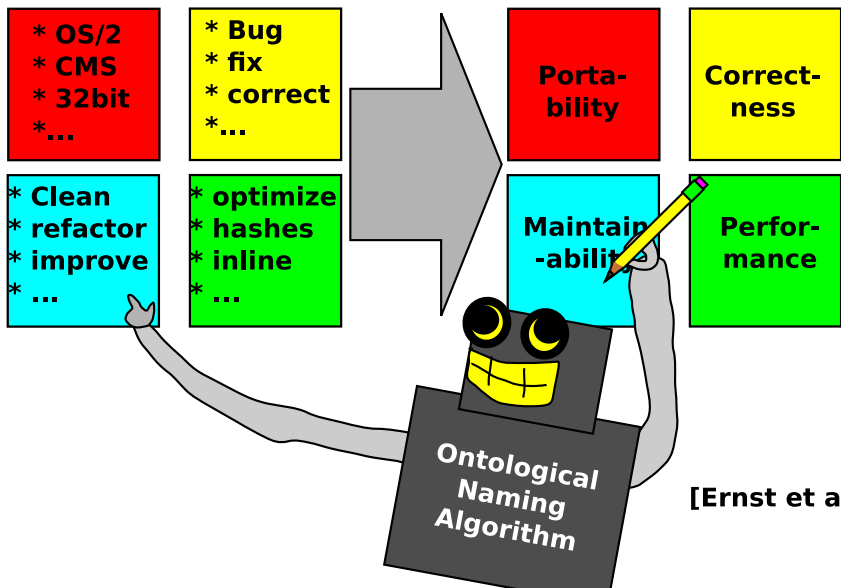 * OS/2
* CMS
* 32bit
*...
* Bug
* fix
* correct
*...
* Clean
* refactor
* improve
* ...
* optimize
* hashes
* inline
* ...
Porta-
bility
Correct-
ness
Maintain
-ability
Perfor-
mance
Ontological
Naming
Algorithm
[Ernst et a